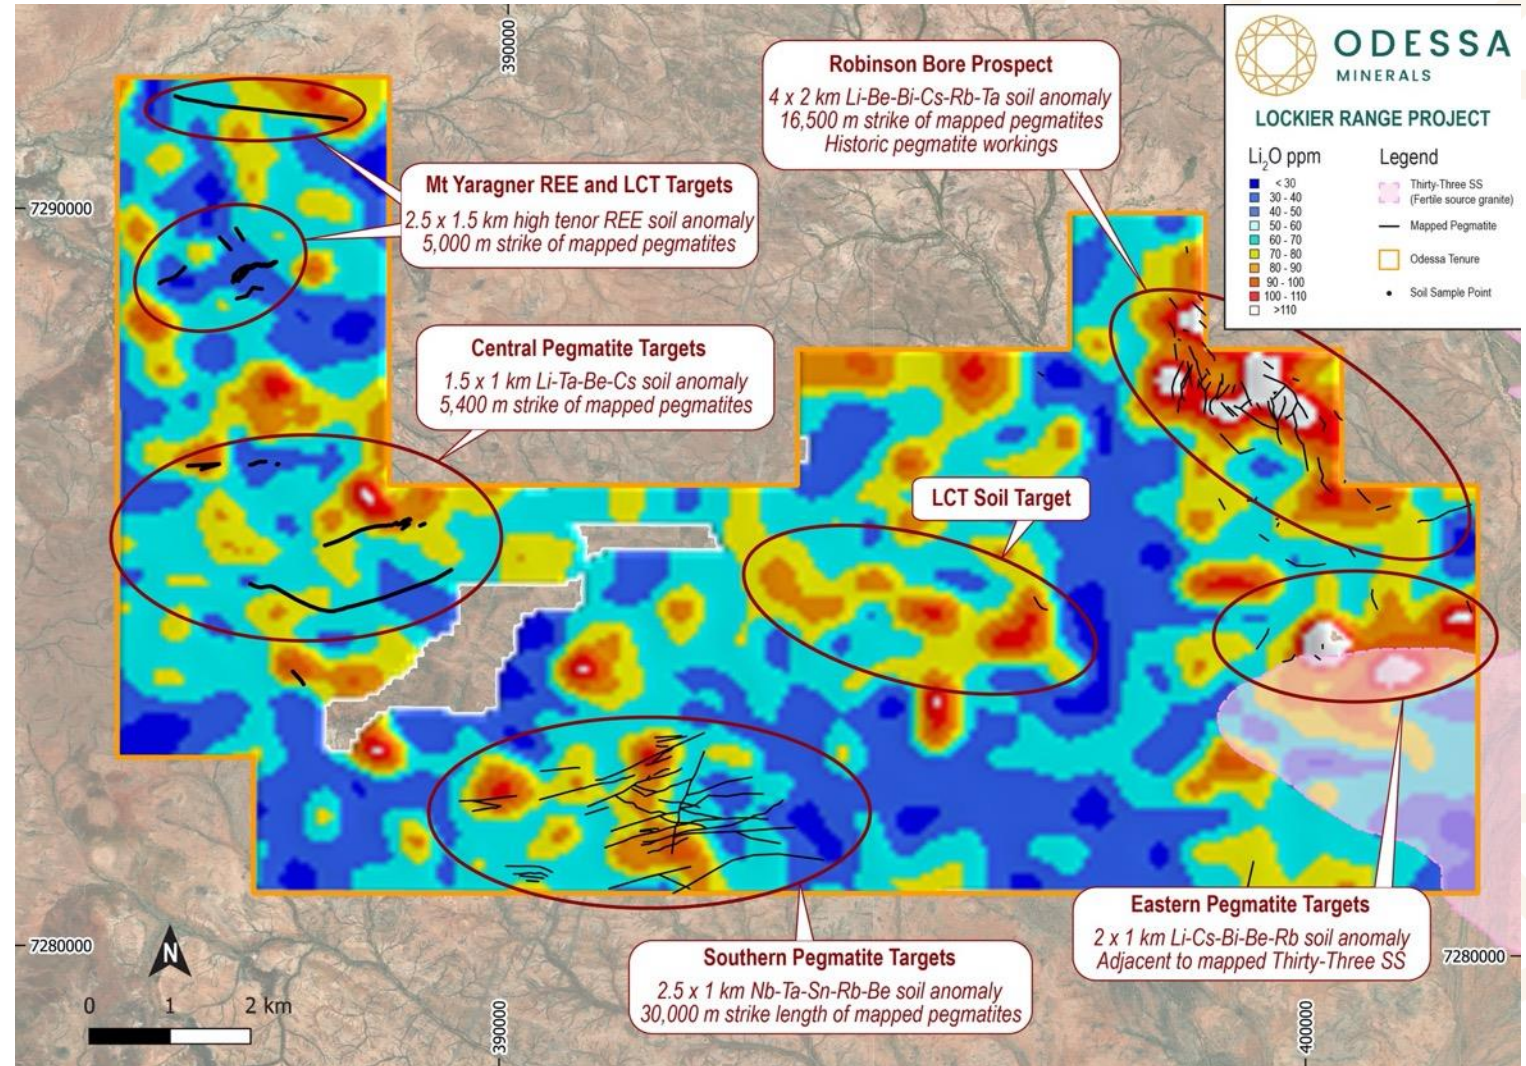 ODESSA
MINERALS
LOCKIER RANGE PROJECT
Li₂O ppm
< 30
30 - 40
40 - 50
50 - 60
60 - 70
70 - 80
80 - 90
90 - 100
100 - 110
>110
Legend
Thirty-Three SS
(Fertile source granite)
Mapped Pegmatite
Odessa Tenure
Soil Sample Point
390000
7290000
Robinson Bore Prospect
4 x 2 km Li-Be-Bi-Cs-Rb-Ta soil anomaly
16,500 m strike of mapped pegmatites
Historic pegmatite workings
Mt Yaragner REE and LCT Targets
2.5 x 1.5 km high tenor REE soil anomaly
5,000 m strike of mapped pegmatites
Central Pegmatite Targets
1.5 x 1 km Li-Ta-Be-Cs soil anomaly
5,400 m strike of mapped pegmatites
LCT Soil Target
Eastern Pegmatite Targets
2 x 1 km Li-Cs-Bi-Be-Rb soil anomaly
Adjacent to mapped Thirty-Three SS
Southern Pegmatite Targets
2.5 x 1 km Nb-Ta-Sn-Rb-Be soil anomaly
30,000 m strike length of mapped pegmatites
7280000
7280000
N
0 1 2 km
390000
400000